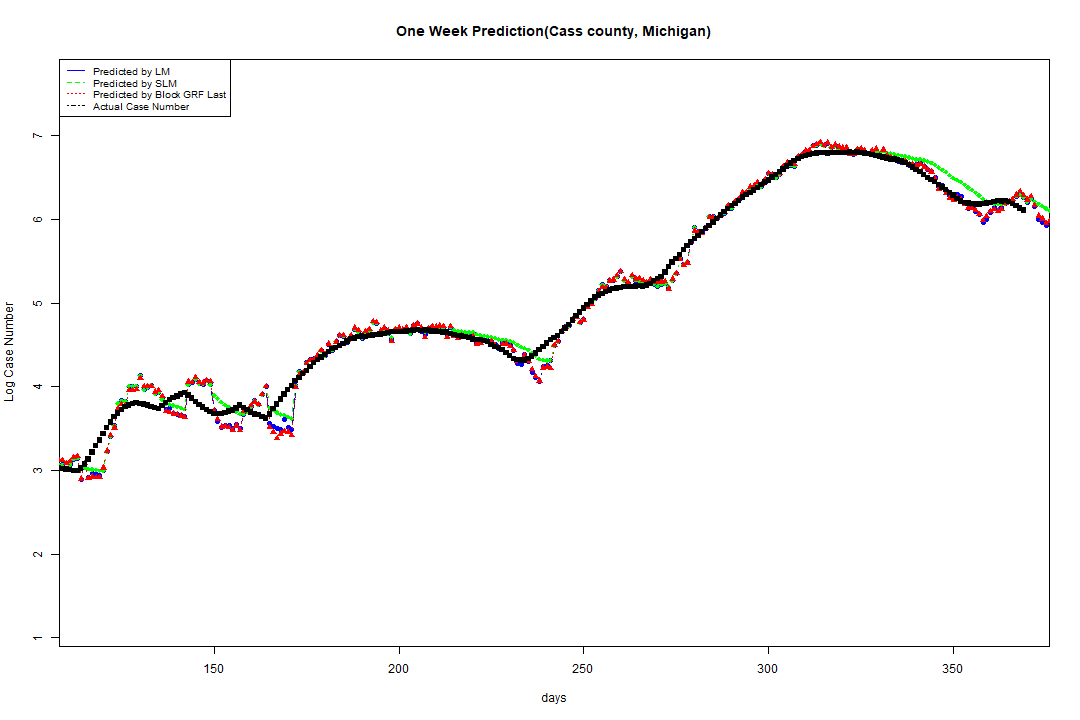 One Week Prediction(Cass county, Michigan)
Predicted by LM
Predicted by SLM
Predicted by Block GRF Last
Actual Case Number
7
6
5
4
3
2
1
Log Case Number
150 200 250 300 350
days